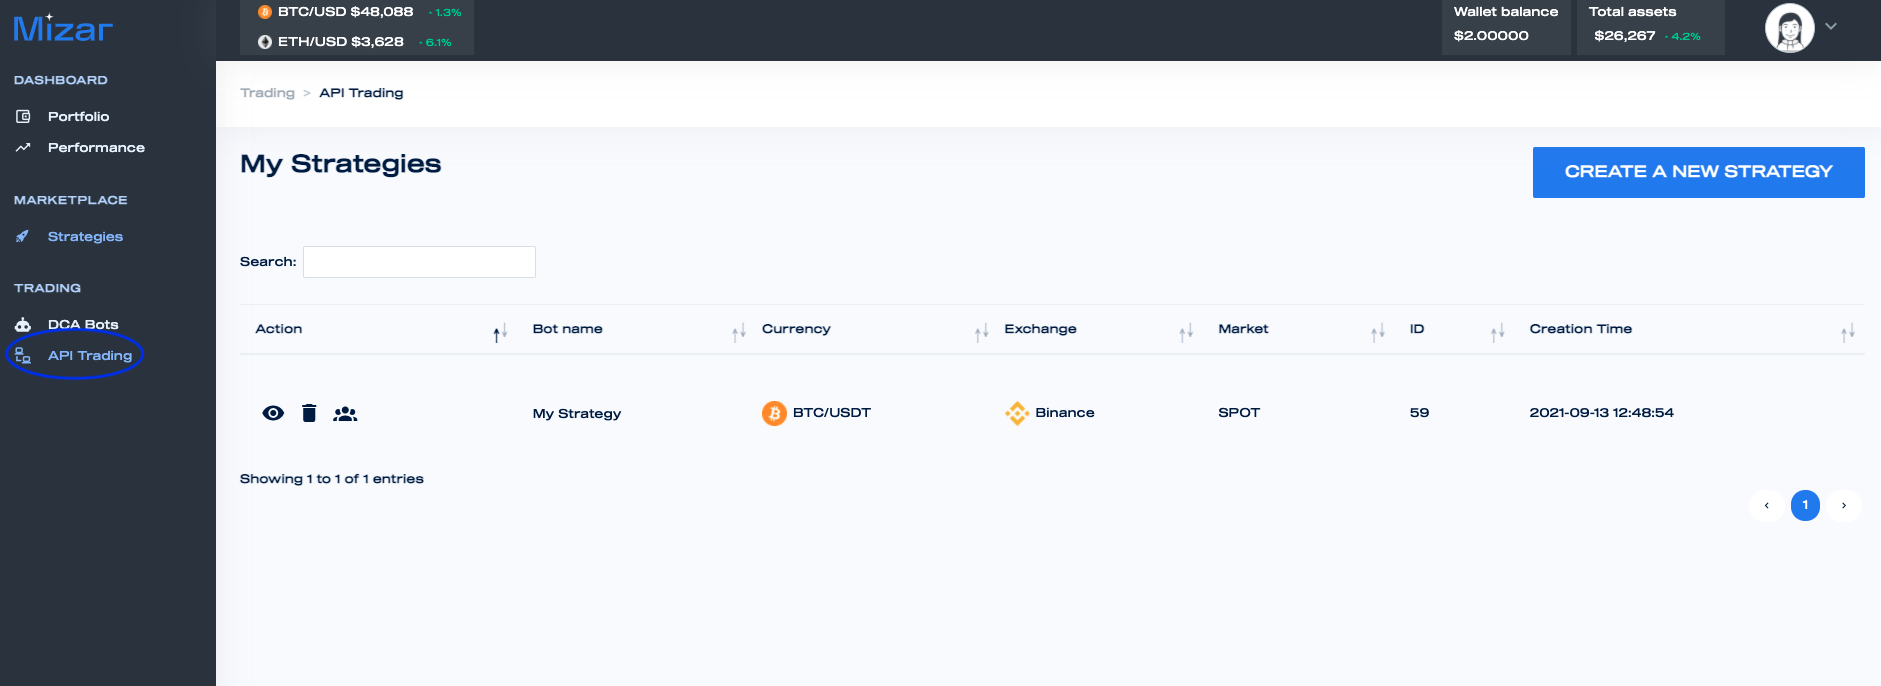 Mizar
BTC/USD $48,088 • 1.3%
ETH/USD $3,628 • 6.1%
Wallet balance
$2.00000
Total assets
$26,267 • 4.2%
DASHBOARD
Portfolio
Performance
MARKETPLACE
Strategies
TRADING
DCA Bots
API Trading
Trading > API Trading
My Strategies
CREATE A NEW STRATEGY
Search:
Action Bot name Currency Exchange Market ID Creation Time
My Strategy BTC/USDT Binance SPOT 59 2021-09-13 12:48:54
Showing 1 to 1 of 1 entries
‹ 1 ›